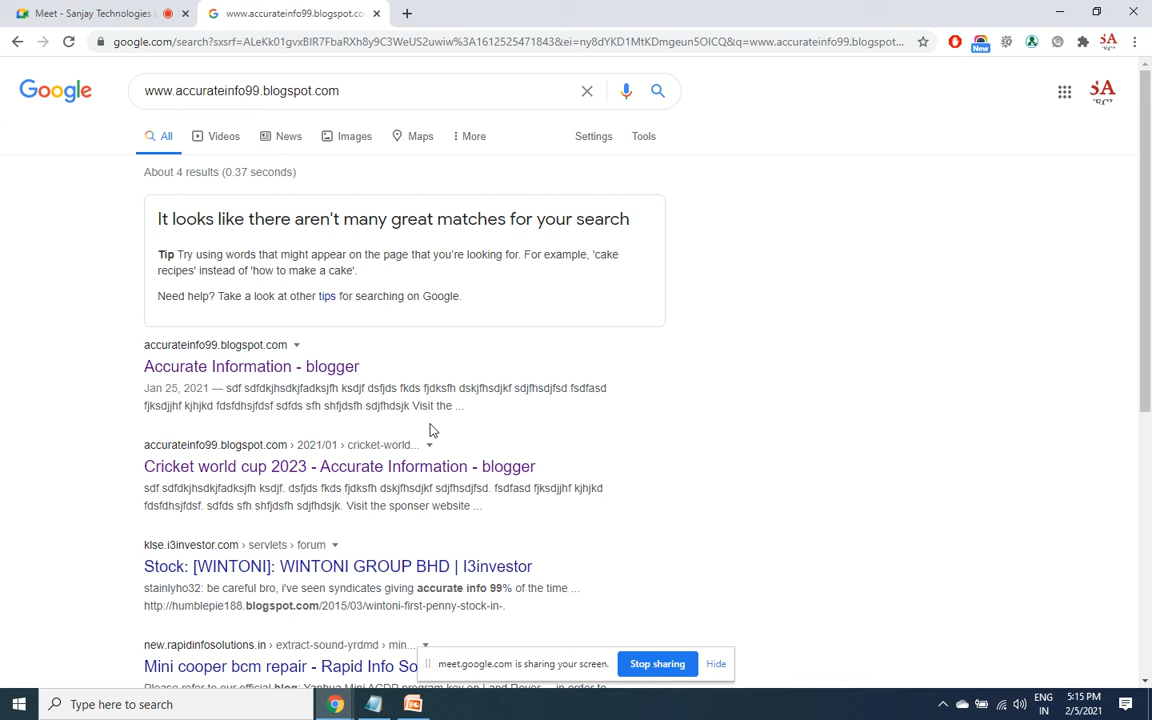 Meet - Sanjay Technologies
www.accurateinfo99.blogspot.co
google.com/search?sxsrf=ALeKk01gvxBIR7FbaRXh8y9C3WeUS2uwiw%3A1612525471843&ei=ny8dYKD1MtKDmgeun5OICQ&q=www.accurateinfo99.blogspot...
New
Google
www.accurateinfo99.blogspot.com
All
Videos
News
Images
Maps
More
Settings
Tools
About 4 results (0.37 seconds)
It looks like there aren't many great matches for your search
Tip Try using words that might appear on the page that you're looking for. For example, 'cake
recipes' instead of 'how to make a cake'.
Need help? Take a look at other tips for searching on Google.
accurateinfo99.blogspot.com
Accurate Information - blogger
Jan 25, 2021 — sdf sdfdkjhsdkjfadksjfh ksdjf dsfjds fkds fjdksfh dskjfhsdjkf sdjfhsdjfsd fsdfasd
fjksdjjhf kjhjkd fdsfdhsjfdsf sdfds sfh shfjdsfh sdjfhdsjk Visit the ...
accurateinfo99.blogspot.com › 2021/01 › cricket-world...
Cricket world cup 2023 - Accurate Information - blogger
sdf sdfdkjhsdkjfadksjfh ksdjf. dsfjds fkds fjdksfh dskjfhsdjkf sdjfhsdjfsd. fsdfasd fjksdjjhf kjhjkd
fdsfdhsjfdsf. sdfds sfh shfjdsfh sdjfhdsjk. Visit the sponser website ...
klse.i3investor.com › servlets › forum
Stock: [WINTONI]: WINTONI GROUP BHD | I3investor
stainlyho32: be careful bro, i've seen syndicates giving accurate info 99% of the time ...
http://humblepie188.blogspot.com/2015/03/wintoni-first-penny-stock-in-.
new.rapidinfosolutions.in › extract-sound-yrdmd › min...
Mini cooper bcm repair - Rapid Info So
meet.google.com is sharing your screen.
Stop sharing
Hide
Type here to search
ENG
IN
5:15 PM
2/5/2021